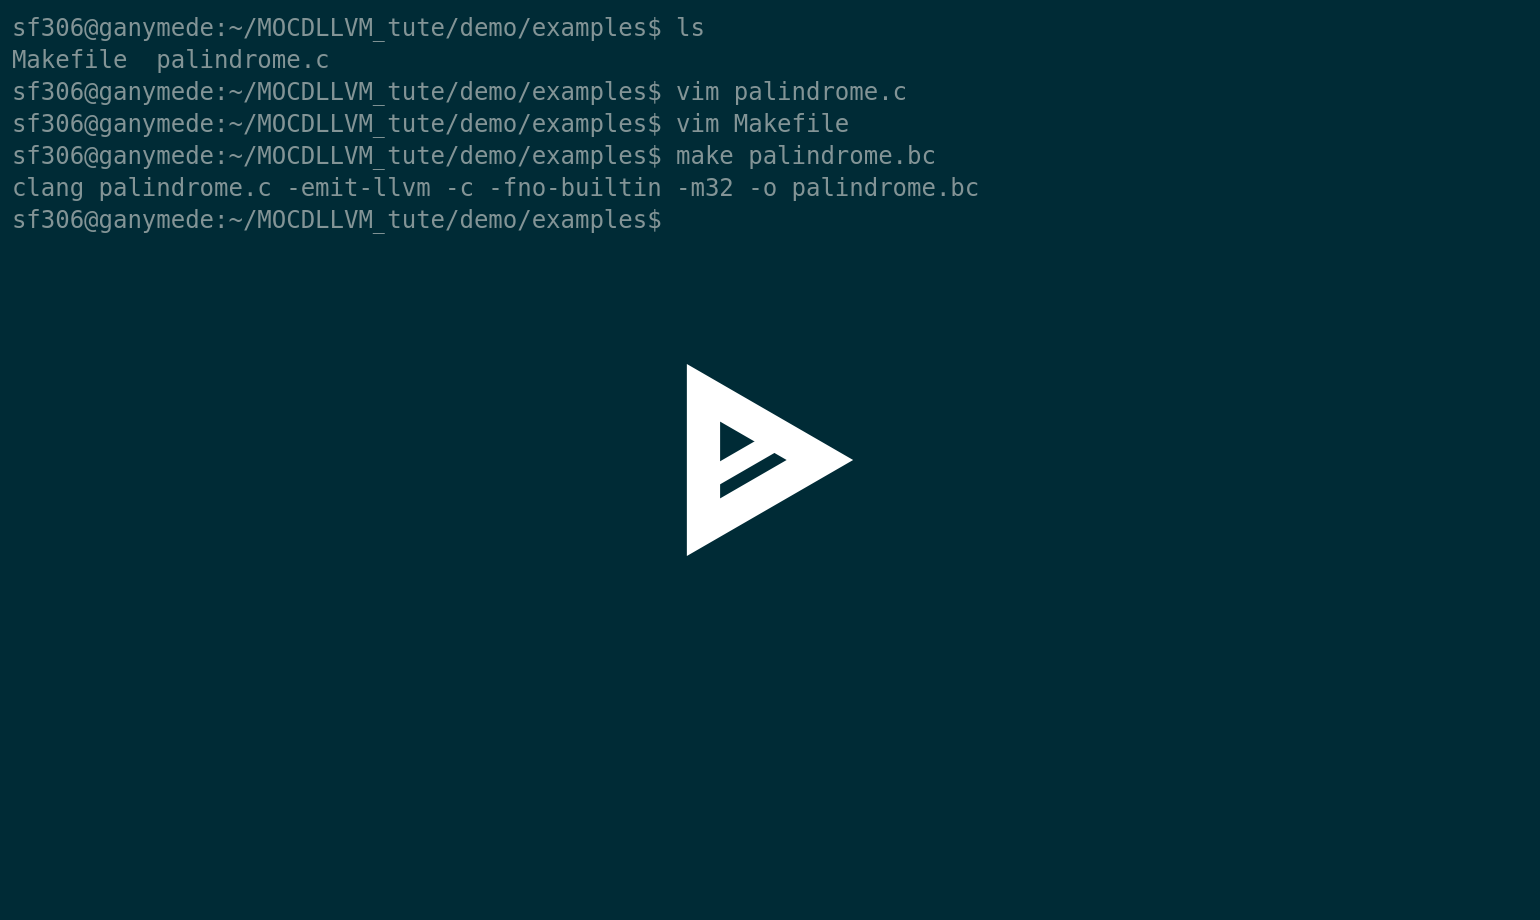 sf306@ganymede:~/MOCDLLVM_tute/demo/examples$ ls
Makefile  palindrome.c
sf306@ganymede:~/MOCDLLVM_tute/demo/examples$ vim palindrome.c
sf306@ganymede:~/MOCDLLVM_tute/demo/examples$ vim Makefile
sf306@ganymede:~/MOCDLLVM_tute/demo/examples$ make palindrome.bc
clang palindrome.c -emit-llvm -c -fno-builtin -m32 -o palindrome.bc
sf306@ganymede:~/MOCDLLVM_tute/demo/examples$